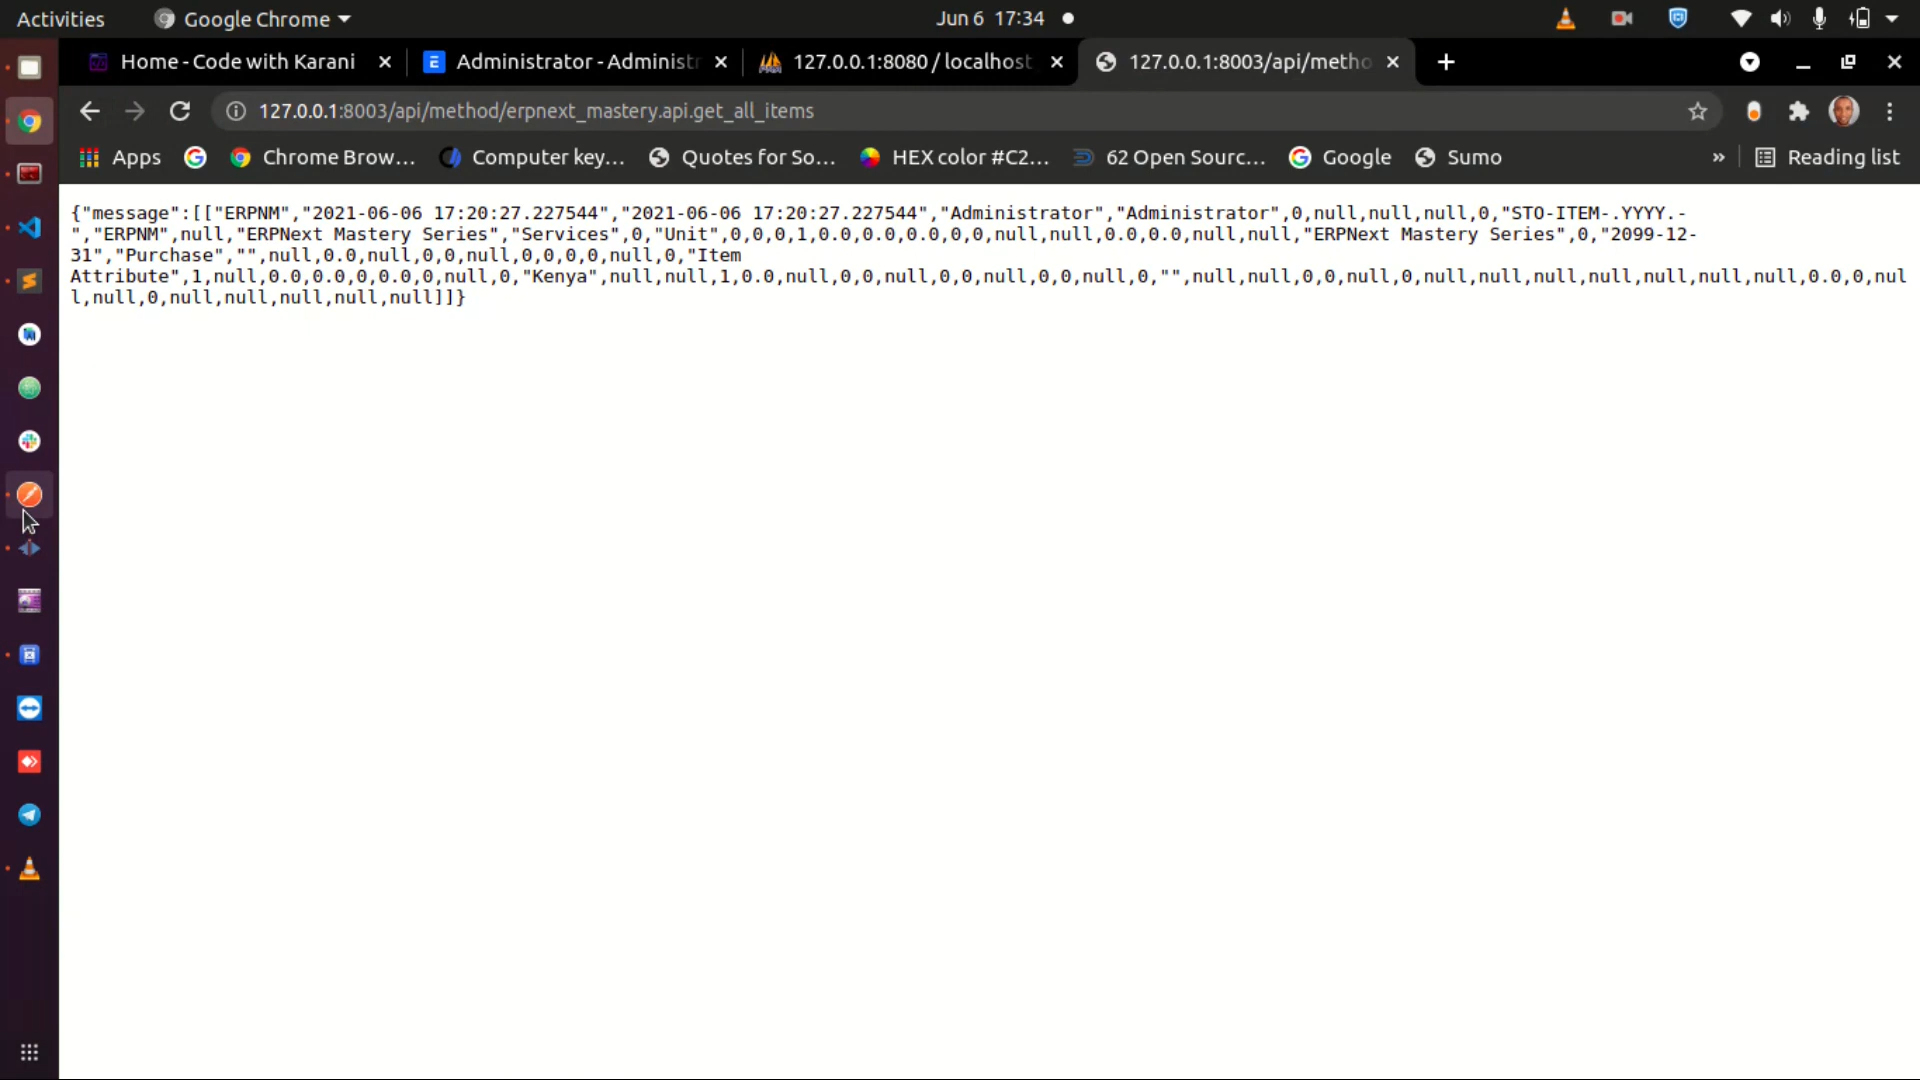 Activities
Google Chrome
Jun 6 17:34
Home - Code with Karani
Administrator - Administr
127.0.0.1:8080 / localhost
127.0.0.1:8003/api/metho
127.0.0.1:8003/api/method/erpnext_mastery.api.get_all_items
Apps
Chrome Brow...
Computer key...
Quotes for So...
HEX color #C2...
62 Open Sourc...
Google
Sumo
»
Reading list
{"message":[["ERPNM","2021-06-06 17:20:27.227544","2021-06-06 17:20:27.227544","Administrator","Administrator",0,null,null,null,0,"STO-ITEM-.YYYY.-
","ERPNM",null,"ERPNext Mastery Series","Services",0,"Unit",0,0,0,1,0.0,0.0,0.0,0,0,null,null,0.0,0.0,null,null,"ERPNext Mastery Series",0,"2099-12-
31","Purchase","",null,0.0,null,0,0,null,0,0,0,0,null,0,"Item
Attribute",1,null,0.0,0.0,0,0.0,0,null,0,"Kenya",null,null,1,0.0,null,0,0,null,0,0,null,0,0,null,0,"",null,null,0,0,null,0,null,null,null,null,null,null,0.0,0,nul
l,null,0,null,null,null,null,null]]}